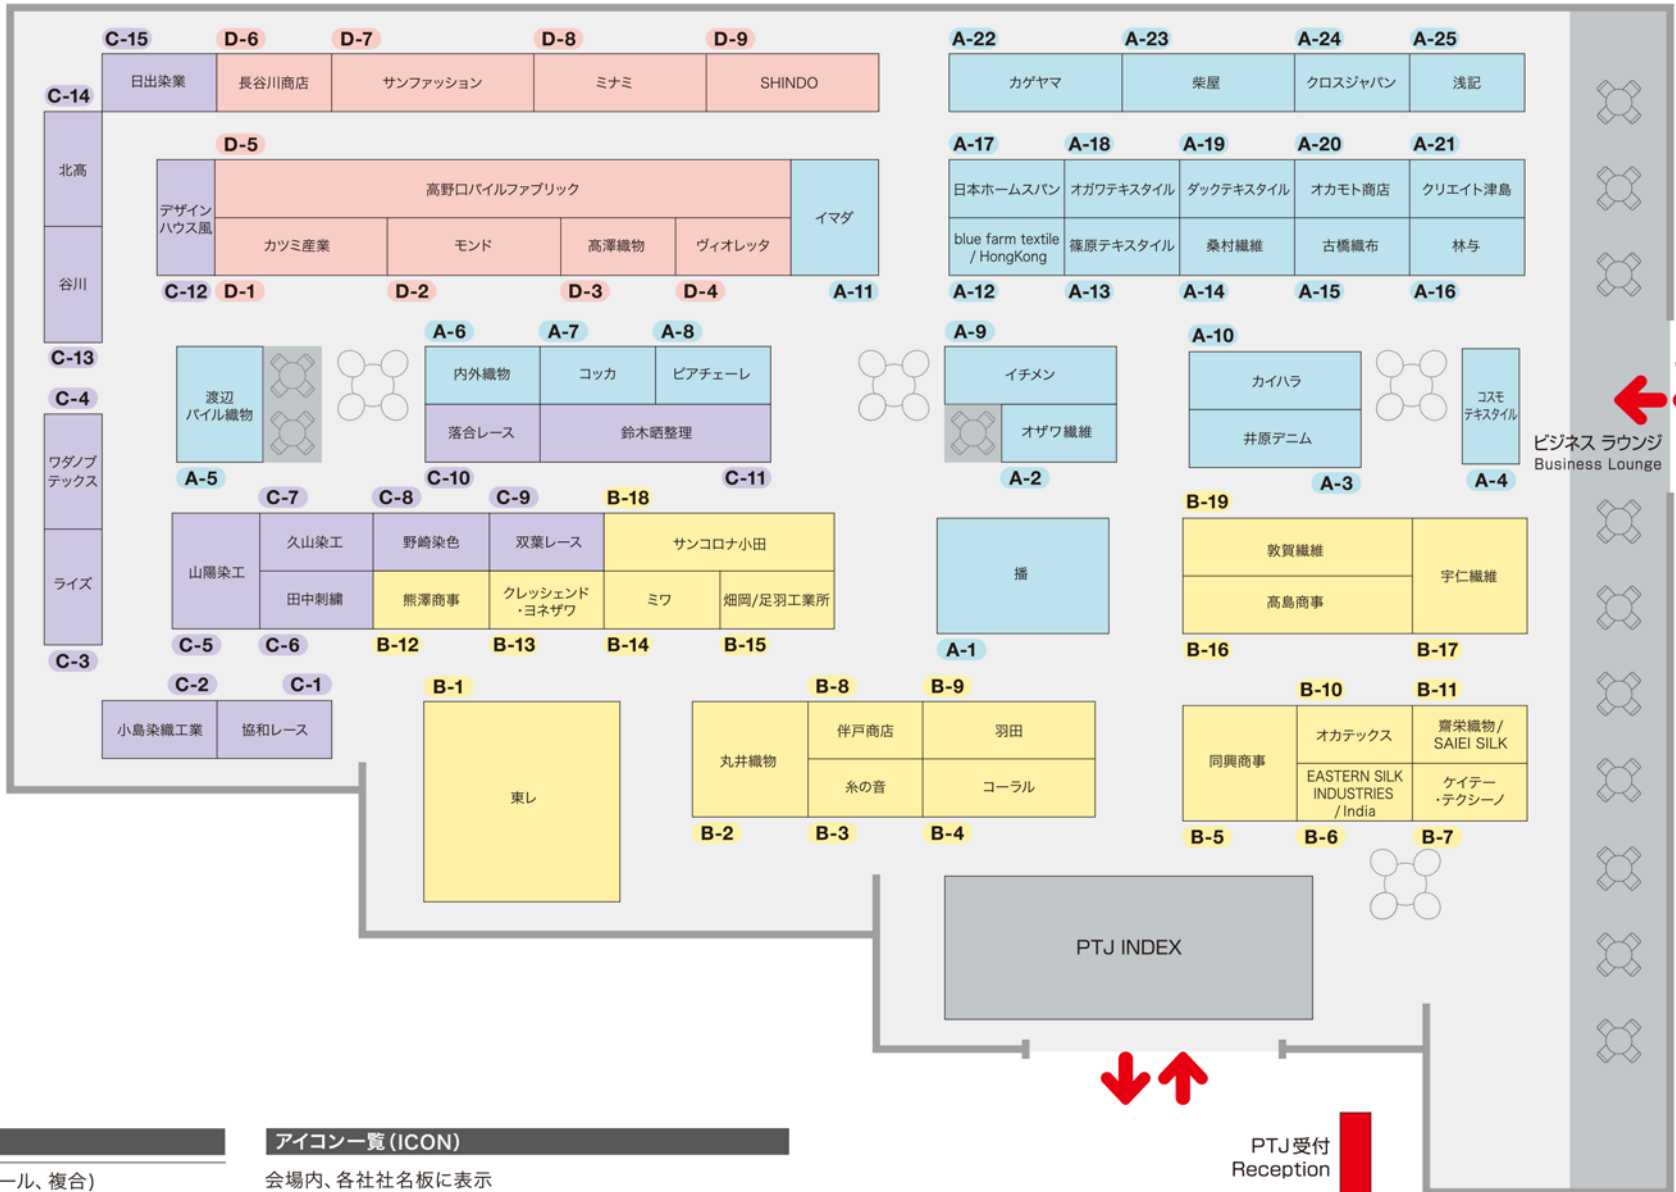 C-15
D-6
D-7
D-8
D-9
A-22
A-23
A-24
A-25
日出染業
長谷川商店
サンファッション
ミナミ
SHINDO
カゲヤマ
柴屋
クロスジャパン
浅記
C-14
北髙
谷川
C-13
D-5
A-17
A-18
A-19
A-20
A-21
デザイン
ハウス風
高野口パイルファブリック
カツミ産業
モンド
髙澤織物
ヴィオレッタ
イマダ
日本ホームスパン
オガワテキスタイル
ダックテキスタイル
オカモト商店
クリエイト津島
blue farm textile
/ HongKong
篠原テキスタイル
桑村繊維
古橋織布
林与
C-12
D-1
D-2
D-3
D-4
A-11
A-12
A-13
A-14
A-15
A-16
A-6
A-7
A-8
A-9
A-10
渡辺
パイル織物
A-5
内外織物
コッカ
ピアチェーレ
落合レース
鈴木晒整理
C-10
C-11
イチメン
オザワ繊維
A-2
カイハラ
井原デニム
A-3
コスモ
テキスタイル
A-4
ビジネス ラウンジ
Business Lounge
C-4
ワダノブ
テックス
ライズ
C-3
C-7
C-8
C-9
B-18
山陽染工
久山染工
野崎染色
双葉レース
サンコロナ小田
田中刺繍
熊澤商事
クレッシェンド
・ヨネザワ
ミワ
畑岡/足羽工業所
C-5
C-6
B-12
B-13
B-14
B-15
播
A-1
B-19
敦賀繊維
髙島商事
宇仁繊維
B-16
B-17
C-2
C-1
小島染織工業
協和レース
B-1
東レ
B-8
B-9
丸井織物
伴戸商店
羽田
糸の音
コーラル
B-2
B-3
B-4
B-10
B-11
同興商事
オカテックス
齋栄織物/
SAIEI SILK
EASTERN SILK
INDUSTRIES
/ India
ケイテー
・テクシーノ
B-5
B-6
B-7
PTJ INDEX
PTJ受付
Reception
アイコン一覧(ICON)
ール、複合)
会場内、各社社名板に表示